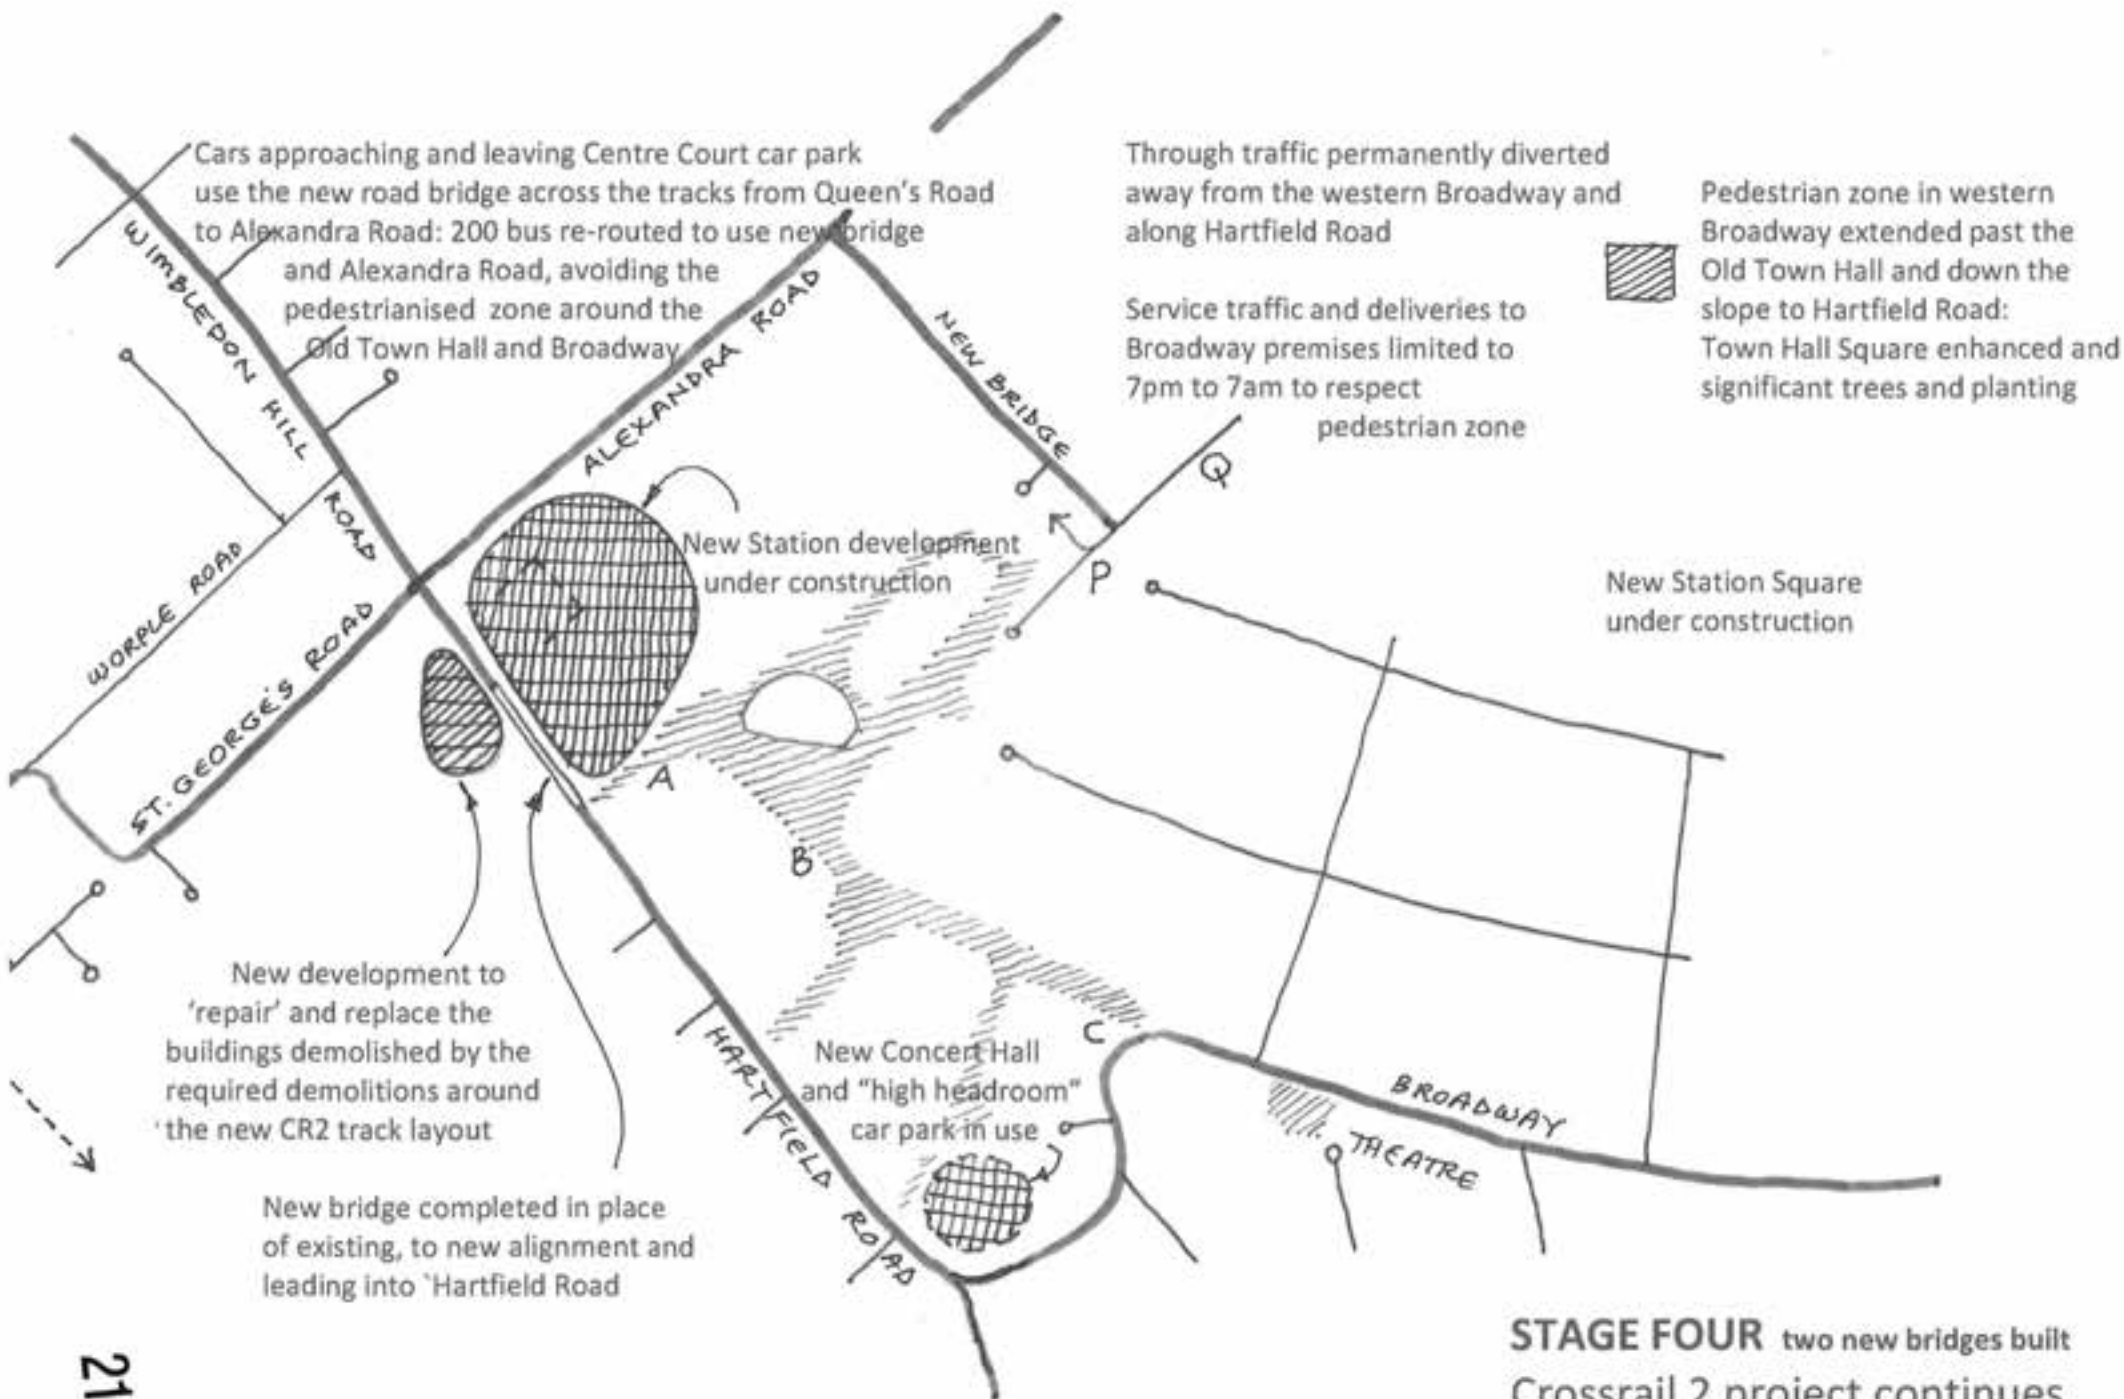 Cars approaching and leaving Centre Court car park
use the new road bridge across the tracks from Queen's Road
to Alexandra Road: 200 bus re-routed to use new bridge
and Alexandra Road, avoiding the
pedestrianised zone around the
Old Town Hall and Broadway
Through traffic permanently diverted
away from the western Broadway and
along Hartfield Road
Service traffic and deliveries to
Broadway premises limited to
7pm to 7am to respect
pedestrian zone
Pedestrian zone in western
Broadway extended past the
Old Town Hall and down the
slope to Hartfield Road:
Town Hall Square enhanced and
significant trees and planting
WIMBLEDON HILL ROAD
ALEXANDRA ROAD
NEW BRIDGE
Q
P
New Station development
under construction
New Station Square
under construction
WORPLE ROAD
ST. GEORGE'S ROAD
A
B
C
New development to
'repair' and replace the
buildings demolished by the
required demolitions around
the new CR2 track layout
New Concert Hall
and "high headroom"
car park in use
HARTFIELD ROAD
BROADWAY
THEATRE
New bridge completed in place
of existing, to new alignment and
leading into `Hartfield Road
21
STAGE FOUR two new bridges built
Crossrail 2 project continues